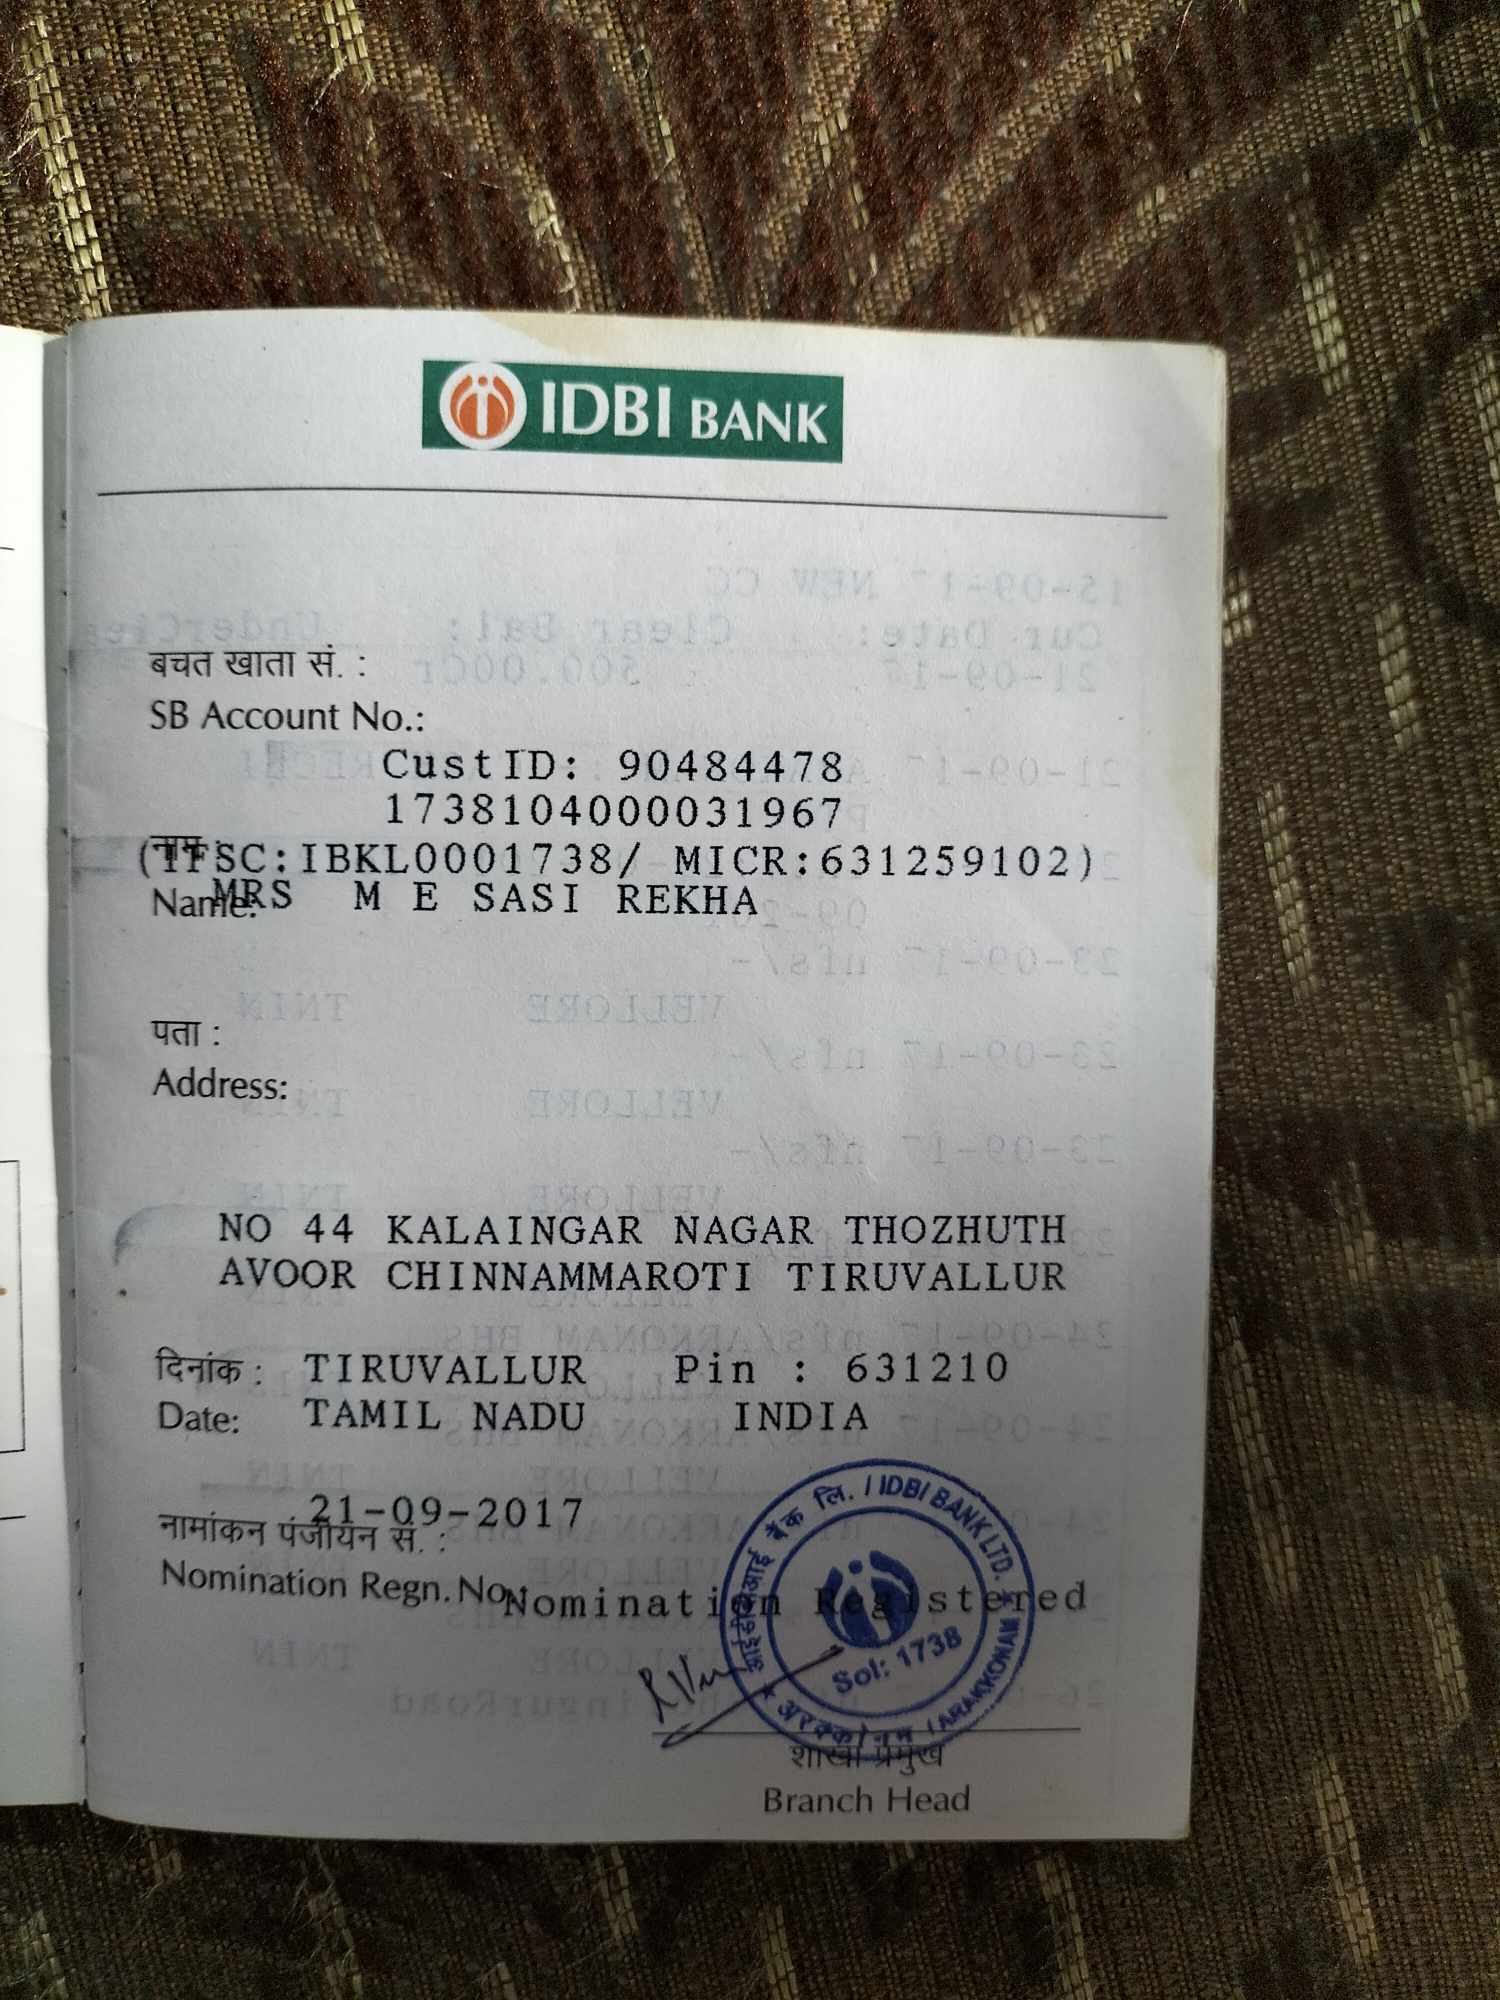 IDBI BANK
बचत खाता सं. :
SB Account No.:
CustID: 90484478
1738104000031967
नाम :
(IFSC:IBKL0001738/ MICR:631259102)
Name: MRS M E SASI REKHA
पता :
Address:
NO 44 KALAINGAR NAGAR THOZHUTH
AVOOR CHINNAMMAROTI TIRUVALLUR
दिनांक : TIRUVALLUR Pin : 631210
Date: TAMIL NADU INDIA
21-09-2017
नामांकन पंजीयन सं. :
Nomination Regn. No. Nomination Registered
आईडीबीआई बैंक लि. / IDBI BANK LTD.
Sol: 1738
अरक्कोनम / ARAKKONAM
शाखा प्रमुख
Branch Head